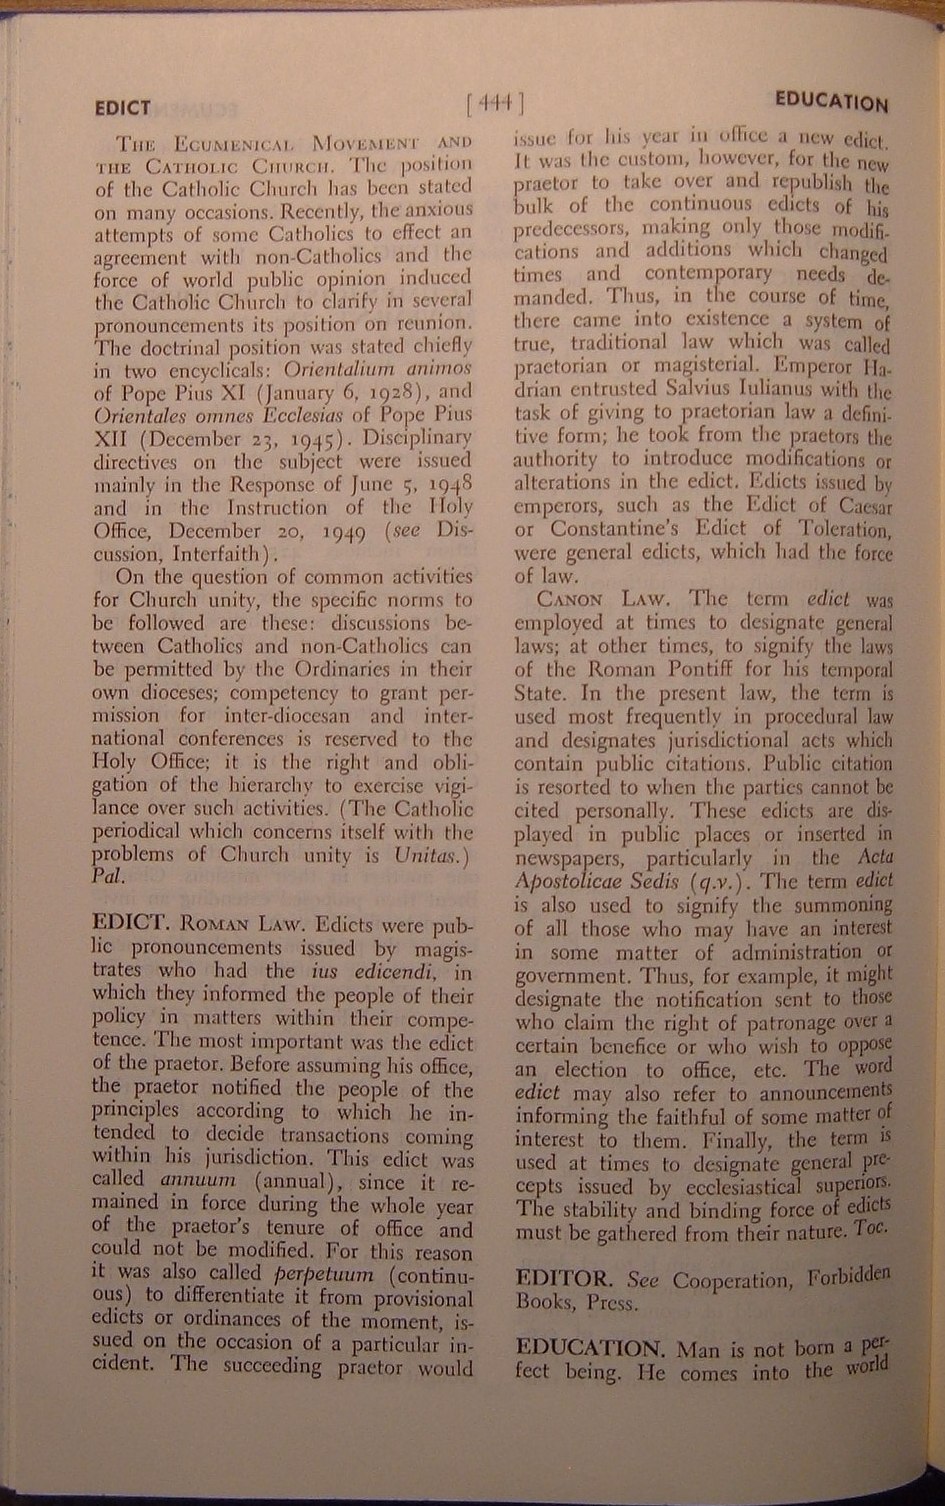 EDICT
[444]
EDUCATION
THE ECUMENICAL MOVEMENT AND
THE CATHOLIC CHURCH. The position
of the Catholic Church has been stated
on many occasions. Recently, the anxious
attempts of some Catholics to effect an
agreement with non-Catholics and the
force of world public opinion induced
the Catholic Church to clarify in several
pronouncements its position on reunion.
The doctrinal position was stated chiefly
in two encyclicals: Orientalium animos
of Pope Pius XI (January 6, 1928), and
Orientales omnes Ecclesias of Pope Pius
XII (December 23, 1945). Disciplinary
directives on the subject were issued
mainly in the Response of June 5, 1948
and in the Instruction of the Holy
Office, December 20, 1949 (see Dis-
cussion, Interfaith).
On the question of common activities
for Church unity, the specific norms to
be followed are these: discussions be-
tween Catholics and non-Catholics can
be permitted by the Ordinaries in their
own dioceses; competency to grant per-
mission for inter-diocesan and inter-
national conferences is reserved to the
Holy Office; it is the right and obli-
gation of the hierarchy to exercise vigi-
lance over such activities. (The Catholic
periodical which concerns itself with the
problems of Church unity is Unitas.)
Pal.
EDICT. ROMAN LAW. Edicts were pub-
lic pronouncements issued by magis-
trates who had the ius edicendi, in
which they informed the people of their
policy in matters within their compe-
tence. The most important was the edict
of the praetor. Before assuming his office,
the praetor notified the people of the
principles according to which he in-
tended to decide transactions coming
within his jurisdiction. This edict was
called annuum (annual), since it re-
mained in force during the whole year
of the praetor's tenure of office and
could not be modified. For this reason
it was also called perpetuum (continu-
ous) to differentiate it from provisional
edicts or ordinances of the moment, is-
sued on the occasion of a particular in-
cident. The succeeding praetor would
issue for his year in office a new edict.
It was the custom, however, for the new
praetor to take over and republish the
bulk of the continuous edicts of his
predecessors, making only those modifi-
cations and additions which changed
times and contemporary needs de-
manded. Thus, in the course of time,
there came into existence a system of
true, traditional law which was called
praetorian or magisterial. Emperor Ha-
drian entrusted Salvius Iulianus with the
task of giving to praetorian law a defini-
tive form; he took from the praetors the
authority to introduce modifications or
alterations in the edict. Edicts issued by
emperors, such as the Edict of Caesar
or Constantine's Edict of Toleration,
were general edicts, which had the force
of law.
CANON LAW. The term edict was
employed at times to designate general
laws; at other times, to signify the laws
of the Roman Pontiff for his temporal
State. In the present law, the term is
used most frequently in procedural law
and designates jurisdictional acts which
contain public citations. Public citation
is resorted to when the parties cannot be
cited personally. These edicts are dis-
played in public places or inserted in
newspapers, particularly in the Acta
Apostolicae Sedis (q.v.). The term edict
is also used to signify the summoning
of all those who may have an interest
in some matter of administration or
government. Thus, for example, it might
designate the notification sent to those
who claim the right of patronage over a
certain benefice or who wish to oppose
an election to office, etc. The word
edict may also refer to announcements
informing the faithful of some matter of
interest to them. Finally, the term is
used at times to designate general pre-
cepts issued by ecclesiastical superiors.
The stability and binding force of edicts
must be gathered from their nature. Toc.
EDITOR. See Cooperation, Forbidden
Books, Press.
EDUCATION. Man is not born a per-
fect being. He comes into the world